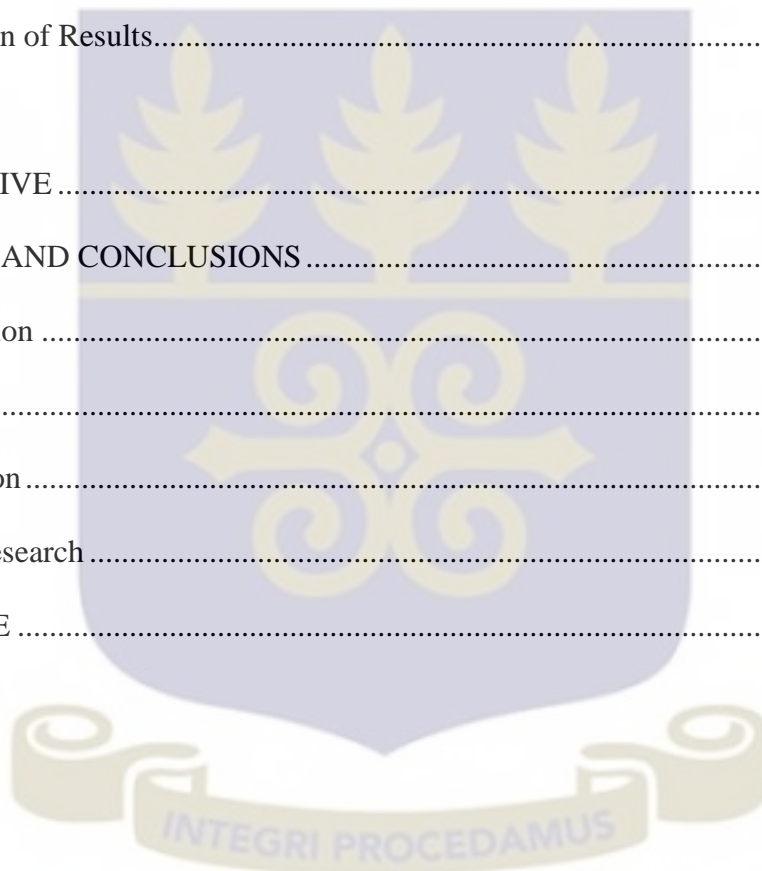 n of Results................................................................................
IVE ................................................................................................
AND CONCLUSIONS ............................................................
on ..................................................................................................
.........................................................................................................
on.....................................................................................................
esearch ..........................................................................................
E .....................................................................................................
INTEGRI PROCEDAMUS